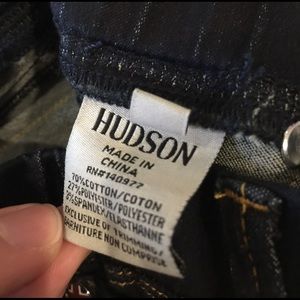 HUDSON
MADE IN
CHINA
RN#140977
70%COTTON/COTON
27%POLYESTER/POLYESTER
3%SPANDEX/ELASTHANNE
EXCLUSIVE OF TRIMMING/
GARNITURE NON COMPRISE